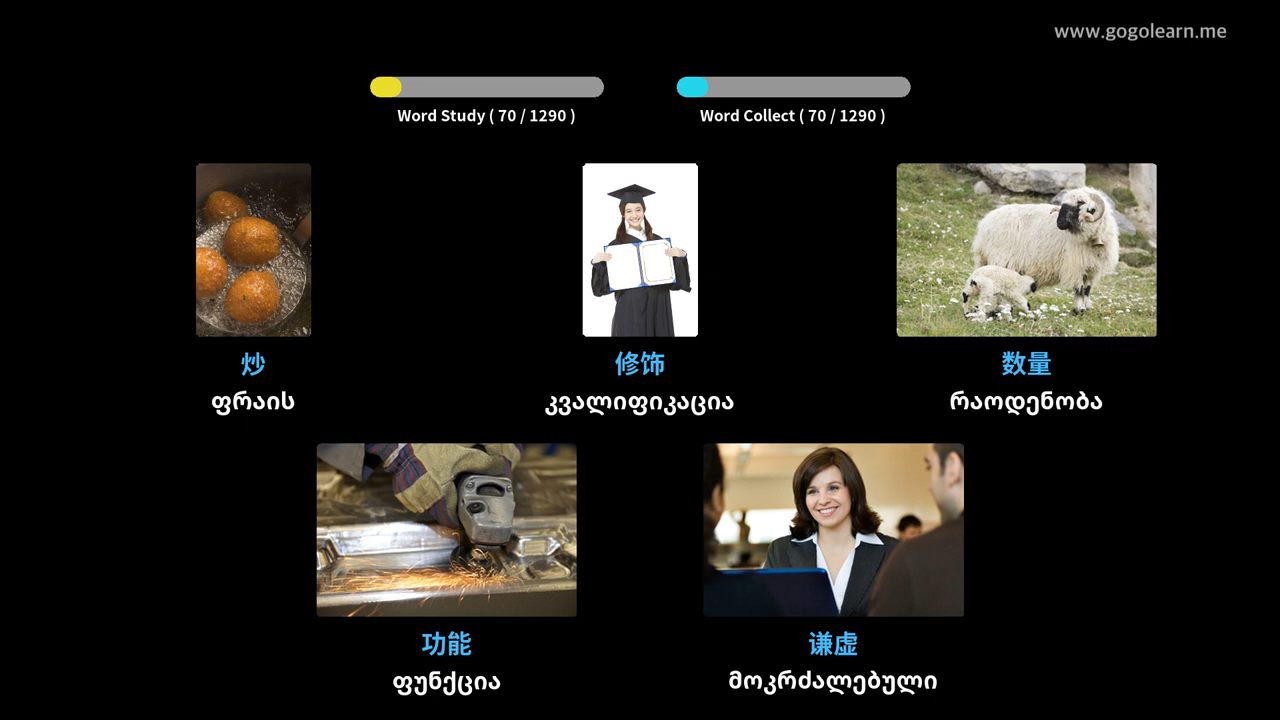 www.gogolearn.me
Word Study ( 70 / 1290 )
Word Collect ( 70 / 1290 )
炒
ფრაის
修饰
კვალიფიკაცია
数量
რაოდენობა
功能
ფუნქცია
谦虚
მოკრძალებული